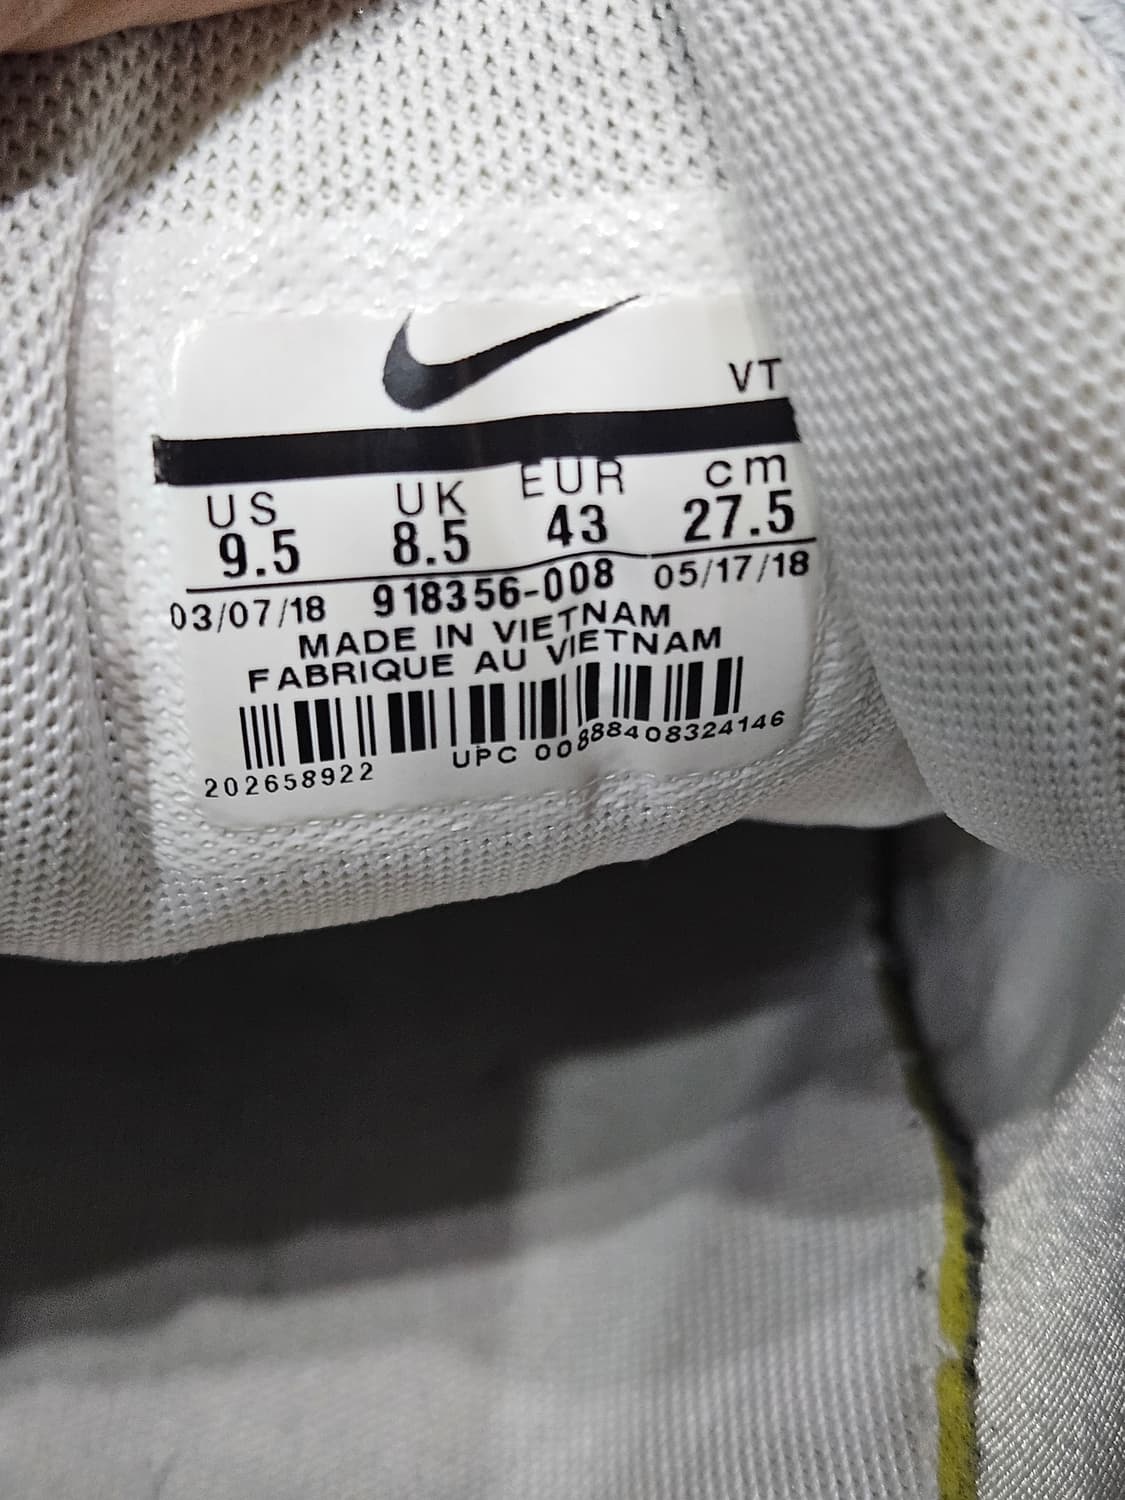 VT
US UK EUR cm
9.5 8.5 43 27.5
03/07/18 918356-008 05/17/18
MADE IN VIETNAM
FABRIQUE AU VIETNAM
202658922 UPC 00888408324146